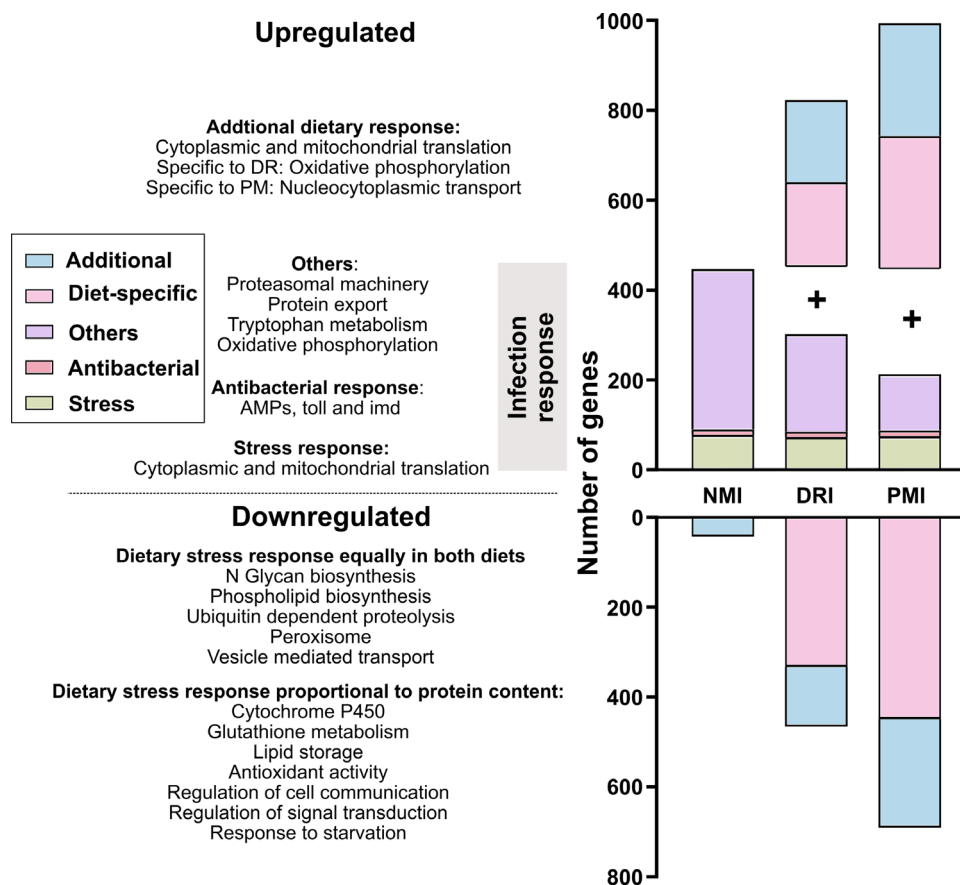 Upregulated
Addtional dietary response:
Cytoplasmic and mitochondrial translation
Specific to DR: Oxidative phosphorylation
Specific to PM: Nucleocytoplasmic transport
Additional
Diet-specific
Others
Antibacterial
Stress
Others:
Proteasomal machinery
Protein export
Tryptophan metabolism
Oxidative phosphorylation
Antibacterial response:
AMPs, toll and imd
Stress response:
Cytoplasmic and mitochondrial translation
Infection
response
Downregulated
Dietary stress response equally in both diets
N Glycan biosynthesis
Phospholipid biosynthesis
Ubiquitin dependent proteolysis
Peroxisome
Vesicle mediated transport
Dietary stress response proportional to protein content:
Cytochrome P450
Glutathione metabolism
Lipid storage
Antioxidant activity
Regulation of cell communication
Regulation of signal transduction
Response to starvation
Number of genes
1000
800
600
400
200
0
+
+
NMI DRI PMI
0
200
400
600
800